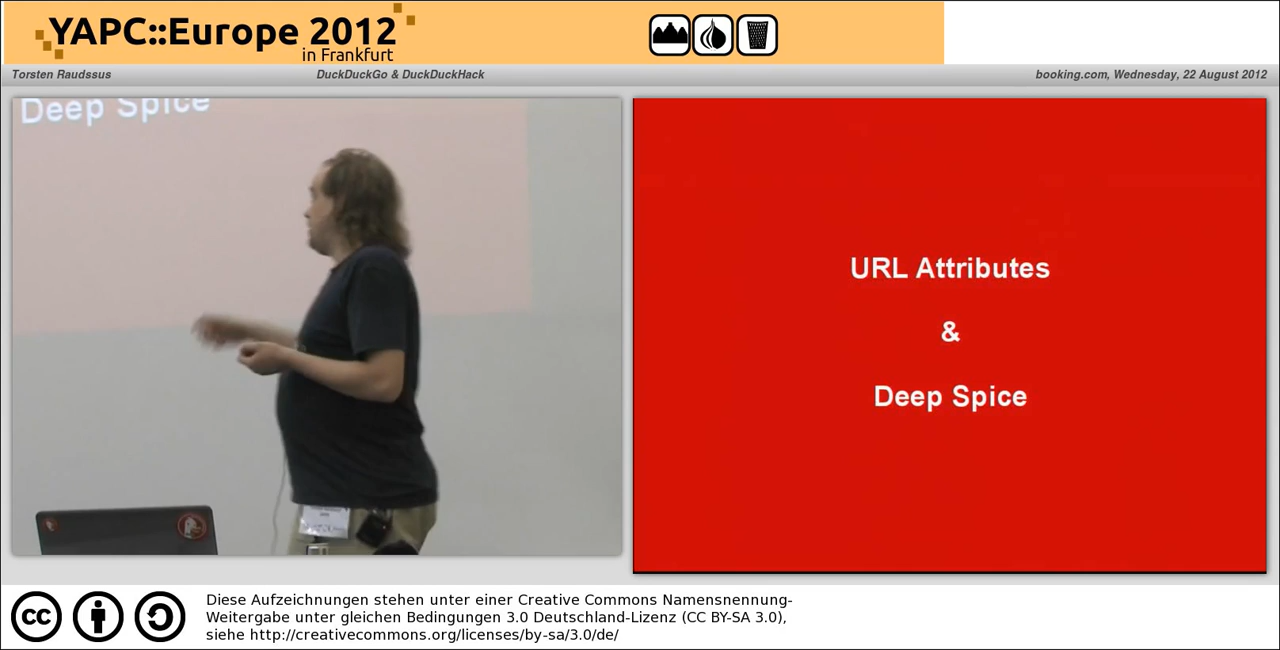 YAPC::Europe 2012
in Frankfurt
Torsten Raudssus
DuckDuckGo & DuckDuckHack
booking.com, Wednesday, 22 August 2012
Deep Spice
URL Attributes
&
Deep Spice
cc
Diese Aufzeichnungen stehen unter einer Creative Commons Namensnennung-
Weitergabe unter gleichen Bedingungen 3.0 Deutschland-Lizenz (CC BY-SA 3.0),
siehe http://creativecommons.org/licenses/by-sa/3.0/de/